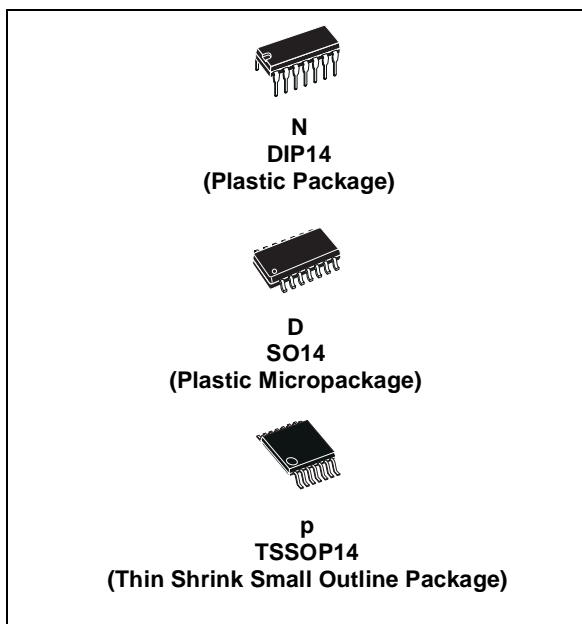 N
DIP14
(Plastic Package)
D
SO14
(Plastic Micropackage)
p
TSSOP14
(Thin Shrink Small Outline Package)